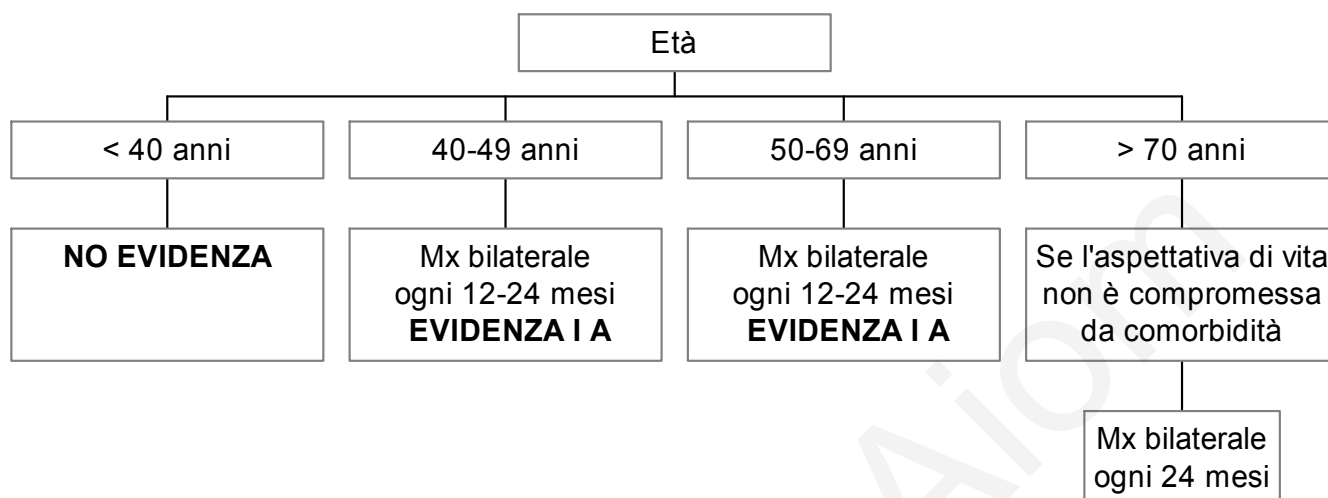 Età
< 40 anni
40-49 anni
50-69 anni
> 70 anni
NO EVIDENZA
Mx bilaterale
ogni 12-24 mesi
EVIDENZA I A
Mx bilaterale
ogni 12-24 mesi
EVIDENZA I A
Se l'aspettativa di vita
non è compromessa
da comorbidità
Mx bilaterale
ogni 24 mesi
Aiom